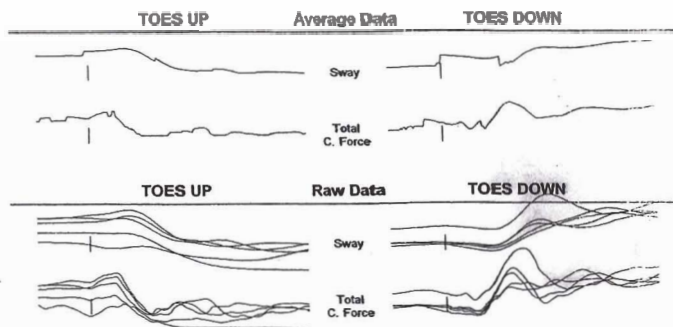 TOES UP Average Data TOES DOWN
Sway
Total
C. Force
TOES UP Raw Data TOES DOWN
Sway
Total
C. Force